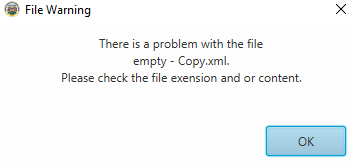 File Warning
There is a problem with the file
empty - Copy.xml.
Please check the file exension and or content.
OK